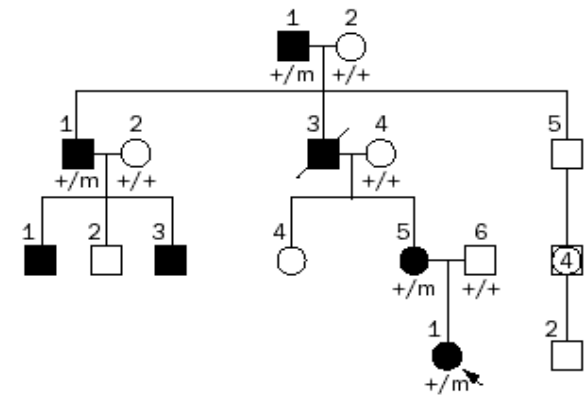 1 2
+/m +/+
1 2 3 4 5
+/m +/+ +/+
1 2 3 4 5 6 4
+/m +/+
1 2
+/m